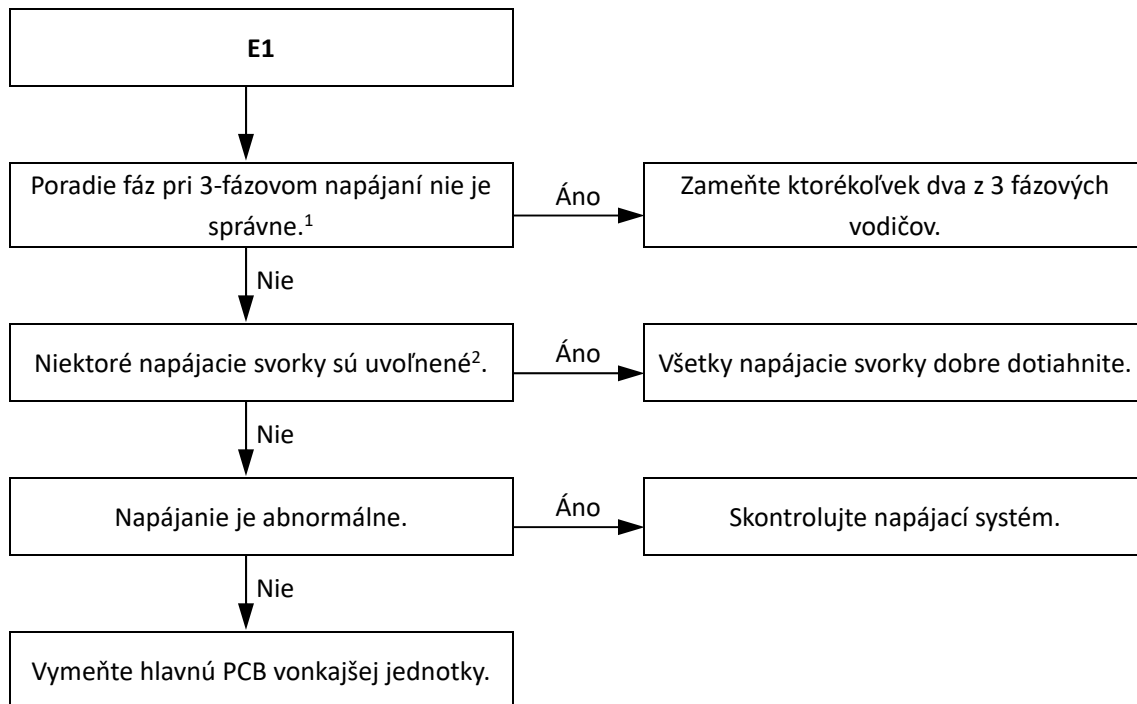 E1
Poradie fáz pri 3-fázovom napájaní nie je
správne.¹
Áno
Zameňte ktorékoľvek dva z 3 fázových
vodičov.
Nie
Niektoré napájacie svorky sú uvoľnené².
Áno
Všetky napájacie svorky dobre dotiahnite.
Nie
Napájanie je abnormálne.
Áno
Skontrolujte napájací systém.
Nie
Vymeňte hlavnú PCB vonkajšej jednotky.